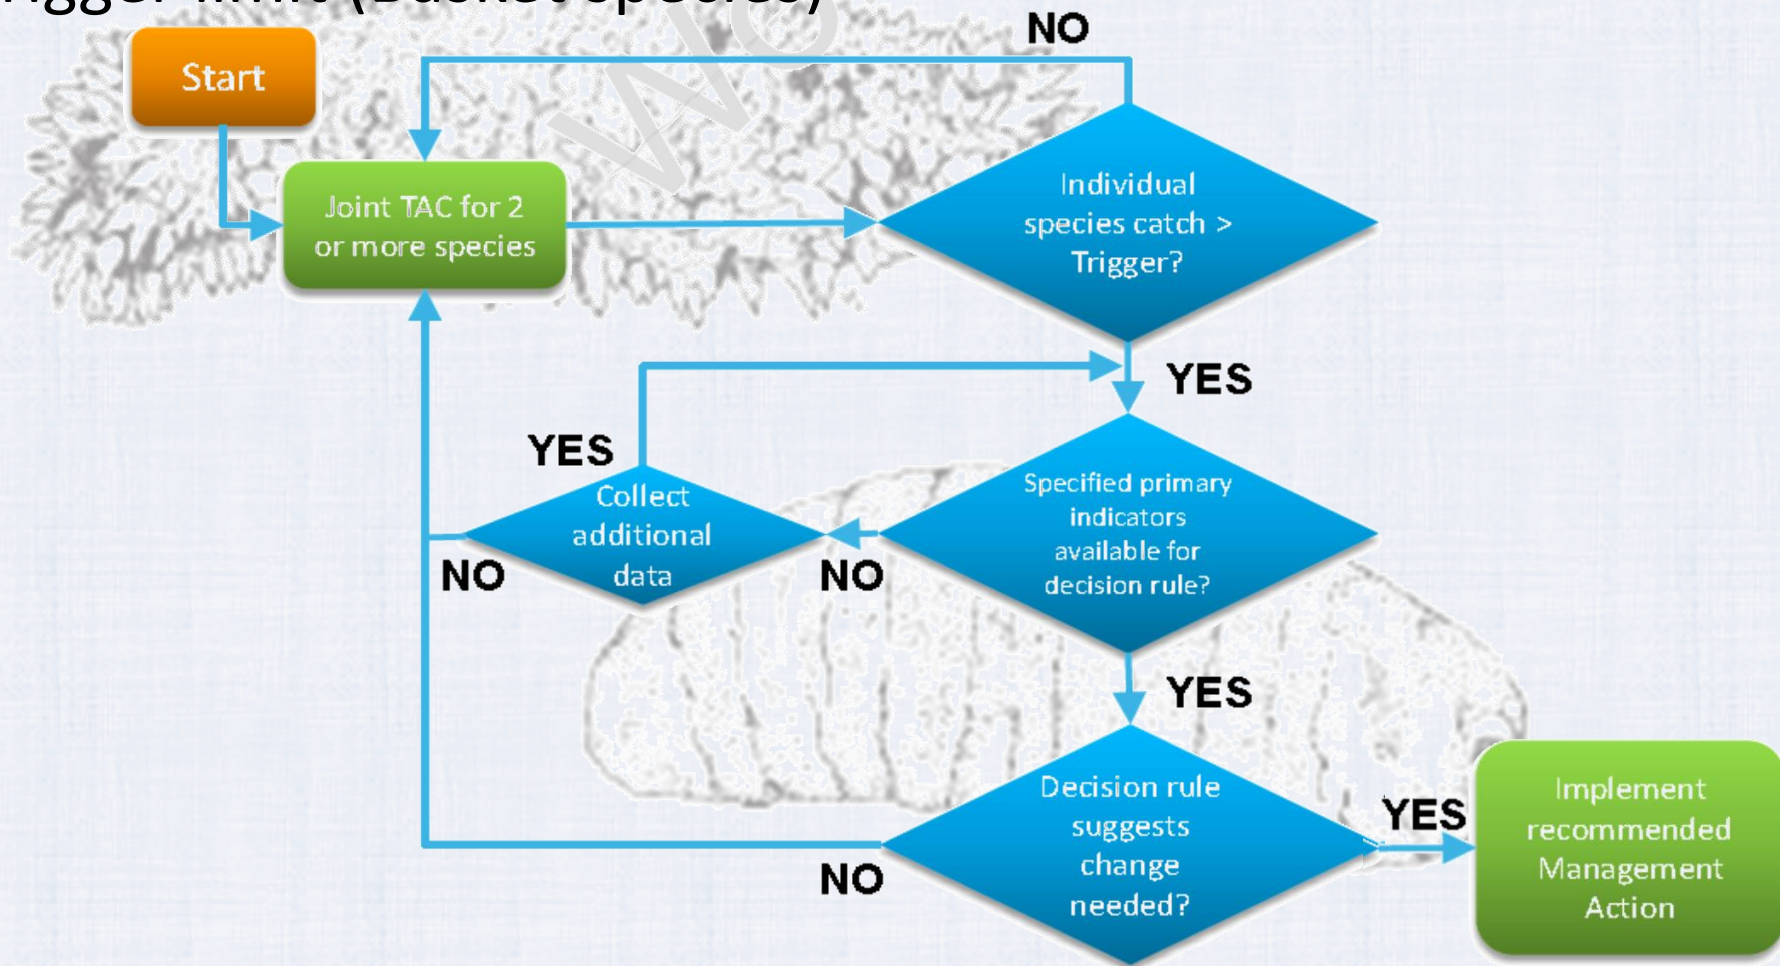 (Basket species)
NO
Start
Individual
species catch >
Trigger?
Joint TAC for 2
or more species
YES
YES
Collect
additional
data
Specified primary
indicators
available for
decision rule?
NO
NO
YES
Decision rule
suggests
change
needed?
NO
YES
Implement
recommended
Management
Action